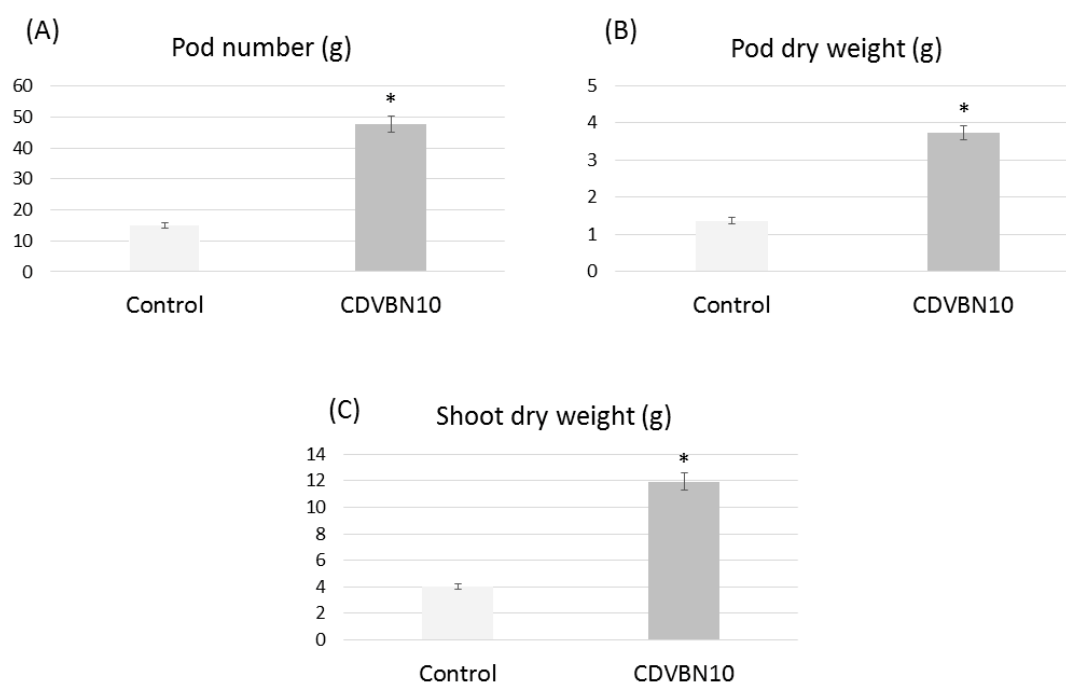 (A)
Pod number (g)
60
50
40
30
20
10
0
*
Control
CDVBN10
(B)
Pod dry weight (g)
5
4
3
2
1
0
*
Control
CDVBN10
(C)
Shoot dry weight (g)
14
12
10
8
6
4
2
0
*
Control
CDVBN10